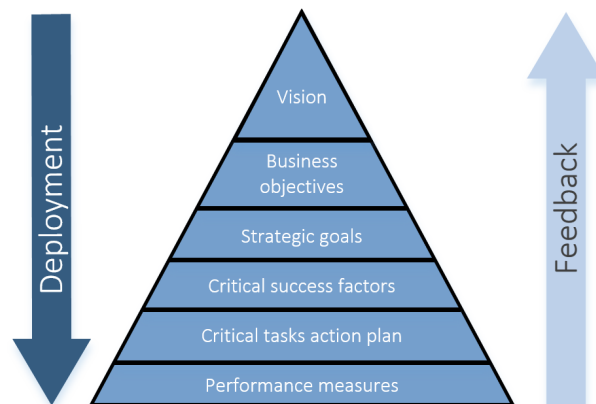 Deployment
Vision
Business
objectives
Strategic goals
Critical success factors
Critical tasks action plan
Performance measures
Feedback